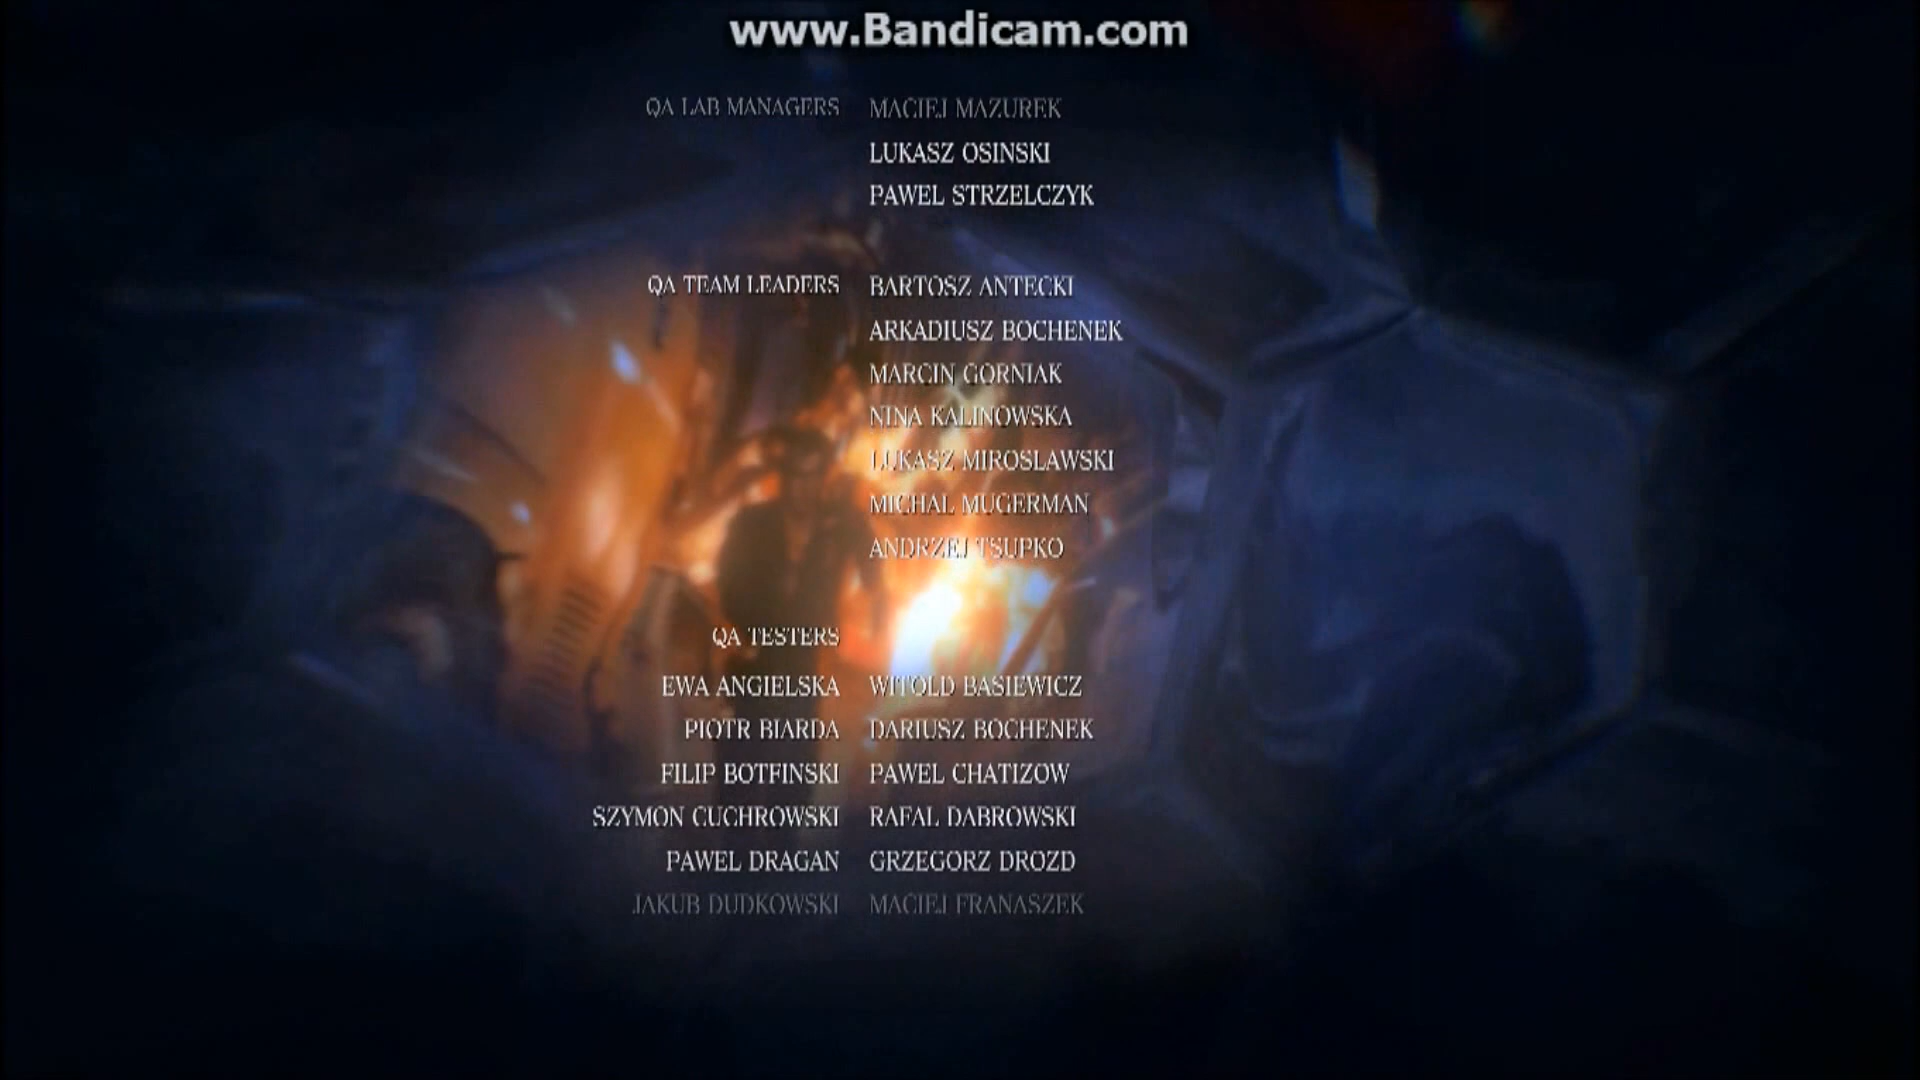 www.Bandicam.com
QA LAB MANAGERS MACIEJ MAZUREK
LUKASZ OSINSKI
PAWEL STRZELCZYK
QA TEAM LEADERS BARTOSZ ANTECKI
ARKADIUSZ BOCHENEK
MARCIN GORNIAK
NINA KALINOWSKA
LUKASZ MIROSLAWSKI
MICHAL MUGERMAN
ANDRZEJ TSUPKO
QA TESTERS
EWA ANGIELSKA WITOLD BASIEWICZ
PIOTR BIARDA DARIUSZ BOCHENEK
FILIP BOTFINSKI PAWEL CHATIZOW
SZYMON CUCHROWSKI RAFAL DABROWSKI
PAWEL DRAGAN GRZEGORZ DROZD
JAKUB DUDKOWSKI MACIEJ FRANASZEK